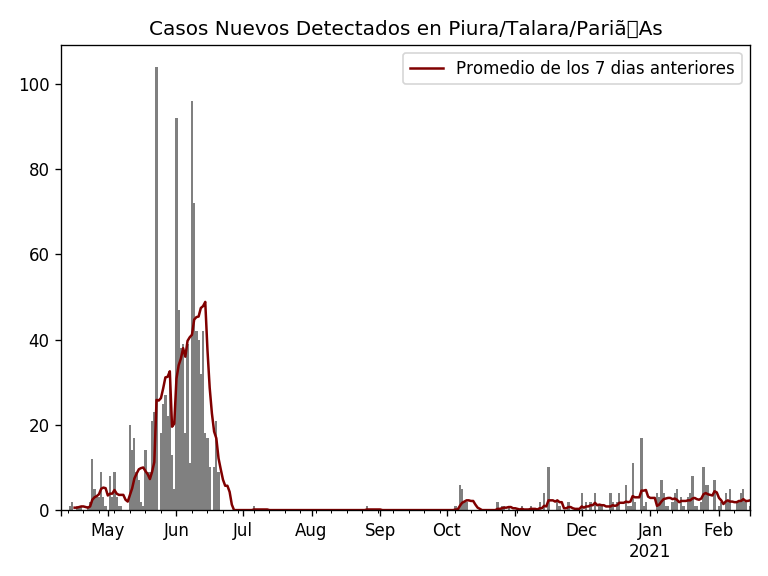 Casos Nuevos Detectados en Piura/Talara/Pariã▯As
Promedio de los 7 dias anteriores
100
80
60
40
20
0
May Jun Jul Aug Sep Oct Nov Dec Jan Feb
2021